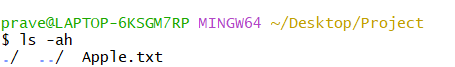 prave@LAPTOP-6KSGM7RP MINGW64 ~/Desktop/Project
$ ls -ah
./  ../  Apple.txt